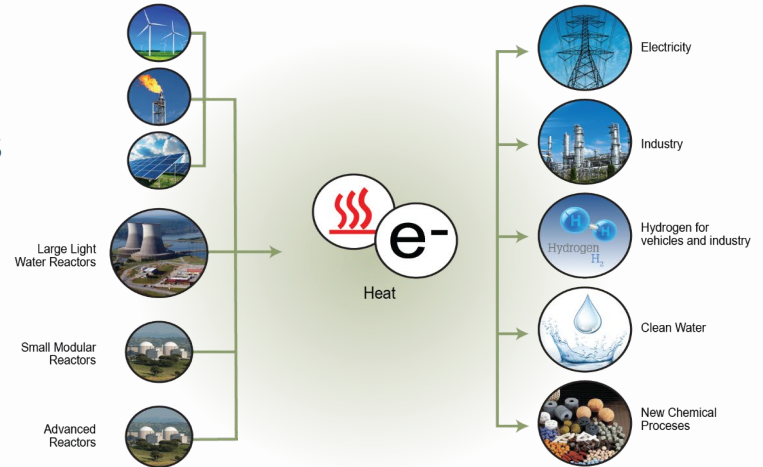 s
Large Light
Water Reactors
Small Modular
Reactors
Advanced
Reactors
e-
Heat
Electricity
Industry
H
H
Hydrogen
H2
Hydrogen for
vehicles and industry
Clean Water
New Chemical
Proceses